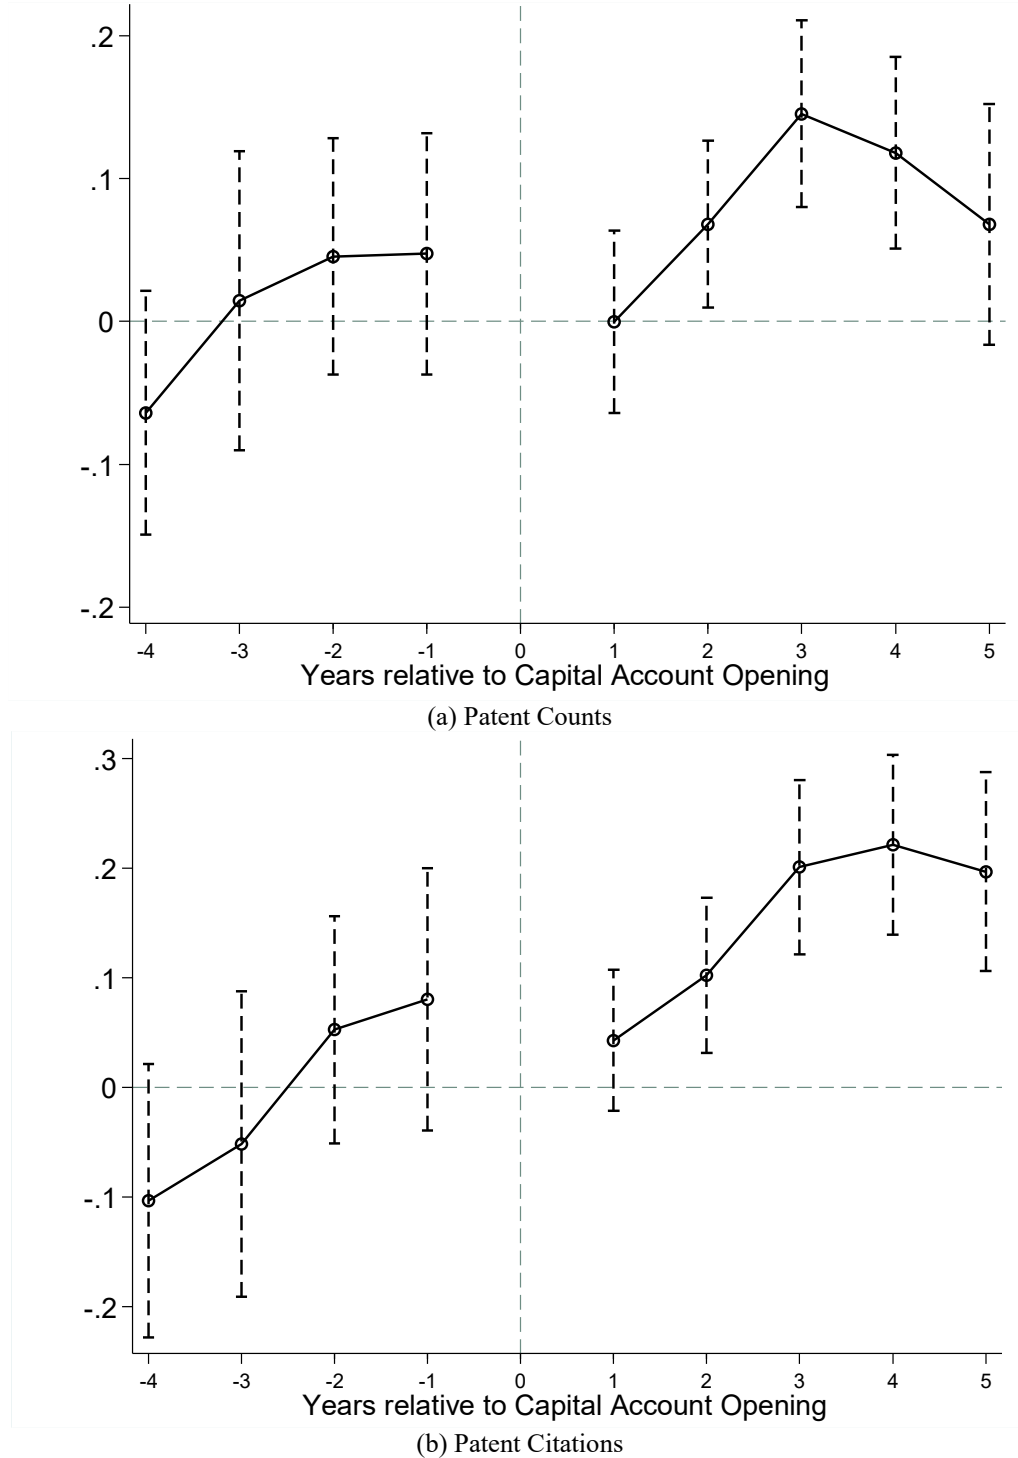 .2
.1
0
-.1
-.2
-4 -3 -2 -1 0 1 2 3 4 5
Years relative to Capital Account Opening
(a) Patent Counts
.3
.2
.1
0
-.1
-.2
-4 -3 -2 -1 0 1 2 3 4 5
Years relative to Capital Account Opening
(b) Patent Citations